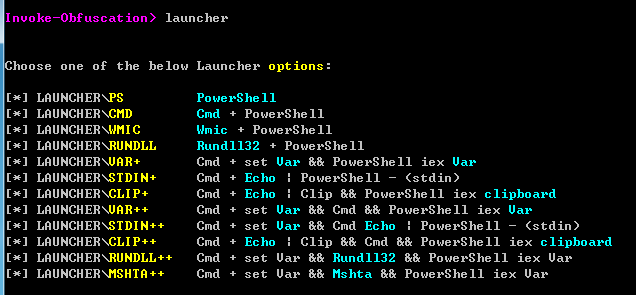 Invoke-Obfuscation> launcher
Choose one of the below Launcher options:
[*] LAUNCHER\PS PowerShell
[*] LAUNCHER\CMD Cmd + PowerShell
[*] LAUNCHER\WMIC Wmic + PowerShell
[*] LAUNCHER\RUNDLL Rundll32 + PowerShell
[*] LAUNCHER\VAR+ Cmd + set Var && PowerShell iex Var
[*] LAUNCHER\STDIN+ Cmd + Echo | PowerShell - (stdin)
[*] LAUNCHER\CLIP+ Cmd + Echo | Clip && PowerShell iex clipboard
[*] LAUNCHER\VAR++ Cmd + set Var && Cmd && PowerShell iex Var
[*] LAUNCHER\STDIN++ Cmd + set Var && Cmd Echo | PowerShell - (stdin)
[*] LAUNCHER\CLIP++ Cmd + Echo | Clip && Cmd && PowerShell iex clipboard
[*] LAUNCHER\RUNDLL++ Cmd + set Var && Rundll32 && PowerShell iex Var
[*] LAUNCHER\MSHTA++ Cmd + set Var && Mshta && PowerShell iex Var